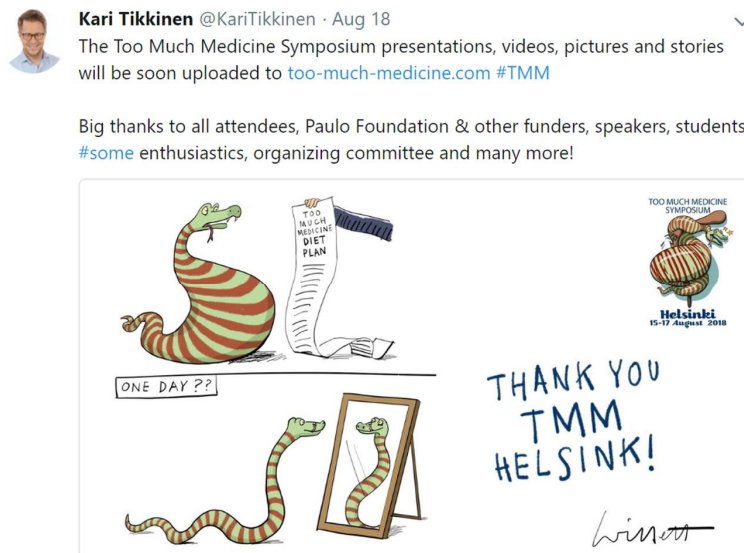 Kari Tikkinen @KariTikkinen · Aug 18
The Too Much Medicine Symposium presentations, videos, pictures and stories
will be soon uploaded to too-much-medicine.com #TMM
Big thanks to all attendees, Paulo Foundation & other funders, speakers, students
#some enthusiastics, organizing committee and many more!
TOO
MUCH
MEDICINE
DIET
PLAN
TOO MUCH MEDICINE
SYMPOSIUM
Helsinki
15-17 August 2018
ONE DAY ??
THANK YOU
TMM
HELSINKI!